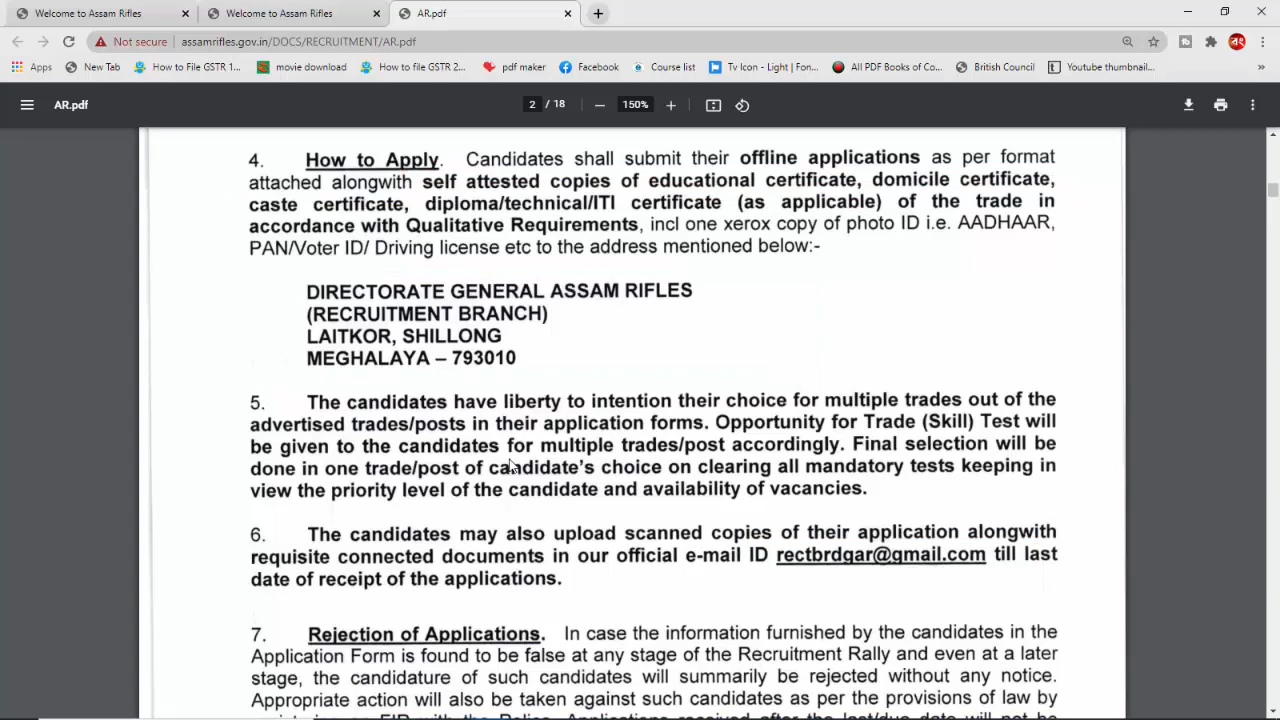 Welcome to Assam Rifles
Welcome to Assam Rifles
AR.pdf
Not secure
assamrifles.gov.in/DOCS/RECRUITMENT/AR.pdf
বং
Apps
New Tab
How to File GSTR 1...
movie download
How to file GSTR 2...
pdf maker
Facebook
Course list
Tv Icon - Light | Fon...
All PDF Books of Co...
British Council
Youtube thumbnail...
»
AR.pdf
2 / 18
150%
4. How to Apply. Candidates shall submit their offline applications as per format
attached alongwith self attested copies of educational certificate, domicile certificate,
caste certificate, diploma/technical/ITI certificate (as applicable) of the trade in
accordance with Qualitative Requirements, incl one xerox copy of photo ID i.e. AADHAAR,
PAN/Voter ID/ Driving license etc to the address mentioned below:-
DIRECTORATE GENERAL ASSAM RIFLES
(RECRUITMENT BRANCH)
LAITKOR, SHILLONG
MEGHALAYA – 793010
5. The candidates have liberty to intention their choice for multiple trades out of the
advertised trades/posts in their application forms. Opportunity for Trade (Skill) Test will
be given to the candidates for multiple trades/post accordingly. Final selection will be
done in one trade/post of candidate's choice on clearing all mandatory tests keeping in
view the priority level of the candidate and availability of vacancies.
6. The candidates may also upload scanned copies of their application alongwith
requisite connected documents in our official e-mail ID rectbrdgar@gmail.com till last
date of receipt of the applications.
7. Rejection of Applications. In case the information furnished by the candidates in the
Application Form is found to be false at any stage of the Recruitment Rally and even at a later
stage, the candidature of such candidates will summarily be rejected without any notice.
Appropriate action will also be taken against such candidates as per the provisions of law by